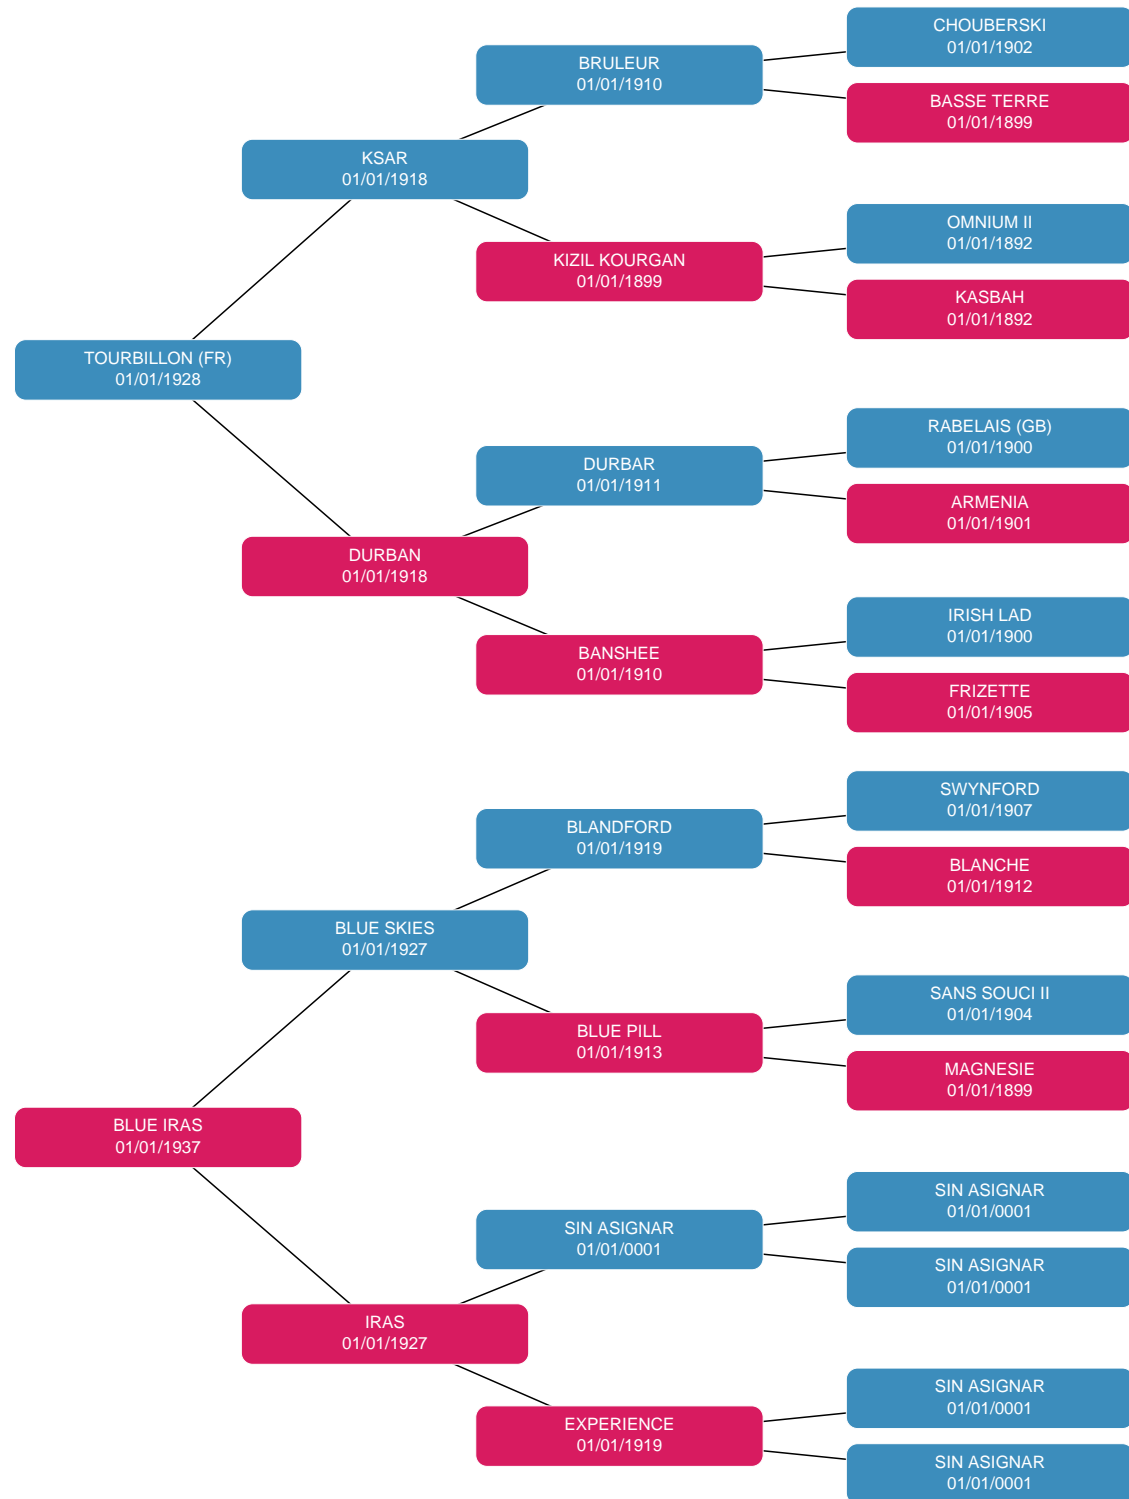 CHOUBERSKI
01/01/1902
BRULEUR
01/01/1910
BASSE TERRE
01/01/1899
KSAR
01/01/1918
OMNIUM II
01/01/1892
KIZIL KOURGAN
01/01/1899
KASBAH
01/01/1892
TOURBILLON (FR)
01/01/1928
RABELAIS (GB)
01/01/1900
DURBAR
01/01/1911
ARMENIA
01/01/1901
DURBAN
01/01/1918
IRISH LAD
01/01/1900
BANSHEE
01/01/1910
FRIZETTE
01/01/1905
SWYNFORD
01/01/1907
BLANDFORD
01/01/1919
BLANCHE
01/01/1912
BLUE SKIES
01/01/1927
SANS SOUCI II
01/01/1904
BLUE PILL
01/01/1913
MAGNESIE
01/01/1899
BLUE IRAS
01/01/1937
SIN ASIGNAR
01/01/0001
SIN ASIGNAR
01/01/0001
SIN ASIGNAR
01/01/0001
IRAS
01/01/1927
SIN ASIGNAR
01/01/0001
EXPERIENCE
01/01/1919
SIN ASIGNAR
01/01/0001